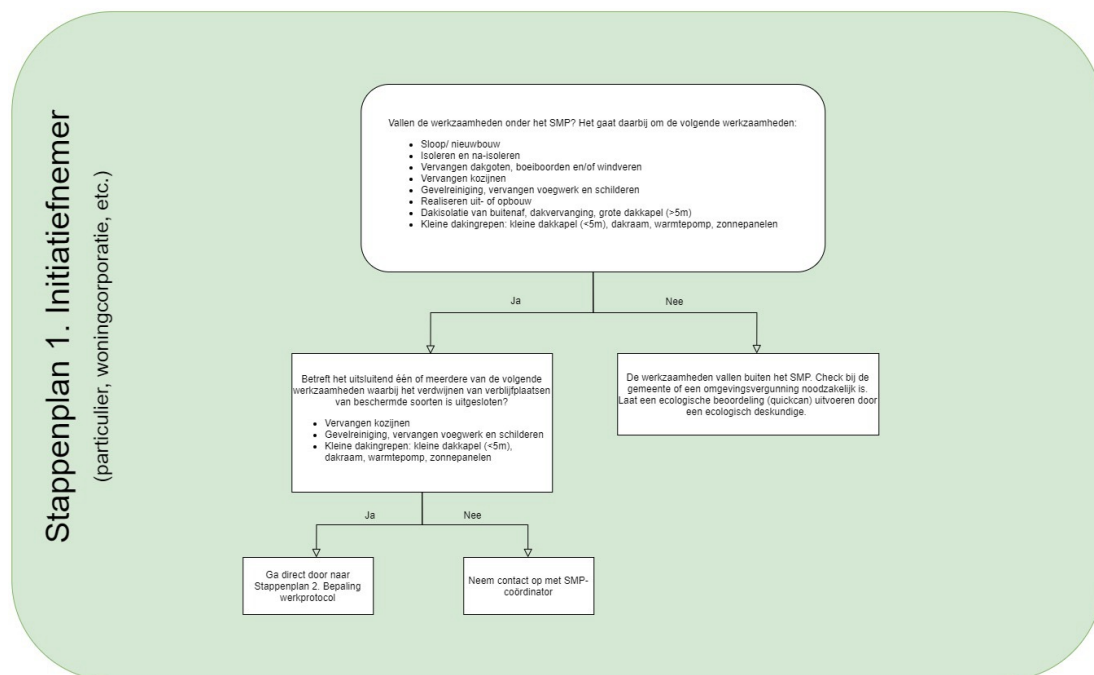 Stappenplan 1. Initiatiefnemer
(particulier, woningcorporatie, etc.)
Vallen de werkzaamheden onder het SMP? Het gaat daarbij om de volgende werkzaamheden:
• Sloop/ nieuwbouw
• Isoleren en na-isoleren
• Vervangen dakgoten, boeiboorden en/of windveren
• Vervangen kozijnen
• Gevelreiniging, vervangen voegwerk en schilderen
• Realiseren uit- of opbouw
• Dakisolatie van buitenaf, dakvervanging, grote dakkapel (>5m)
• Kleine dakingrepen: kleine dakkapel (<5m), dakraam, warmtepomp, zonnepanelen
Ja
Nee
Betreft het uitsluitend één of meerdere van de volgende
werkzaamheden waarbij het verdwijnen van verblijfplaatsen
van beschermde soorten is uitgesloten?
• Vervangen kozijnen
• Gevelreiniging, vervangen voegwerk en schilderen
• Kleine dakingrepen: kleine dakkapel (<5m),
dakraam, warmtepomp, zonnepanelen
De werkzaamheden vallen buiten het SMP. Check bij de
gemeente of een omgevingsvergunning noodzakelijk is.
Laat een ecologische beoordeling (quickcan) uitvoeren door
een ecologisch deskundige.
Ja
Nee
Ga direct door naar
Stappenplan 2. Bepaling
werkprotocol
Neem contact op met SMP-
coördinator